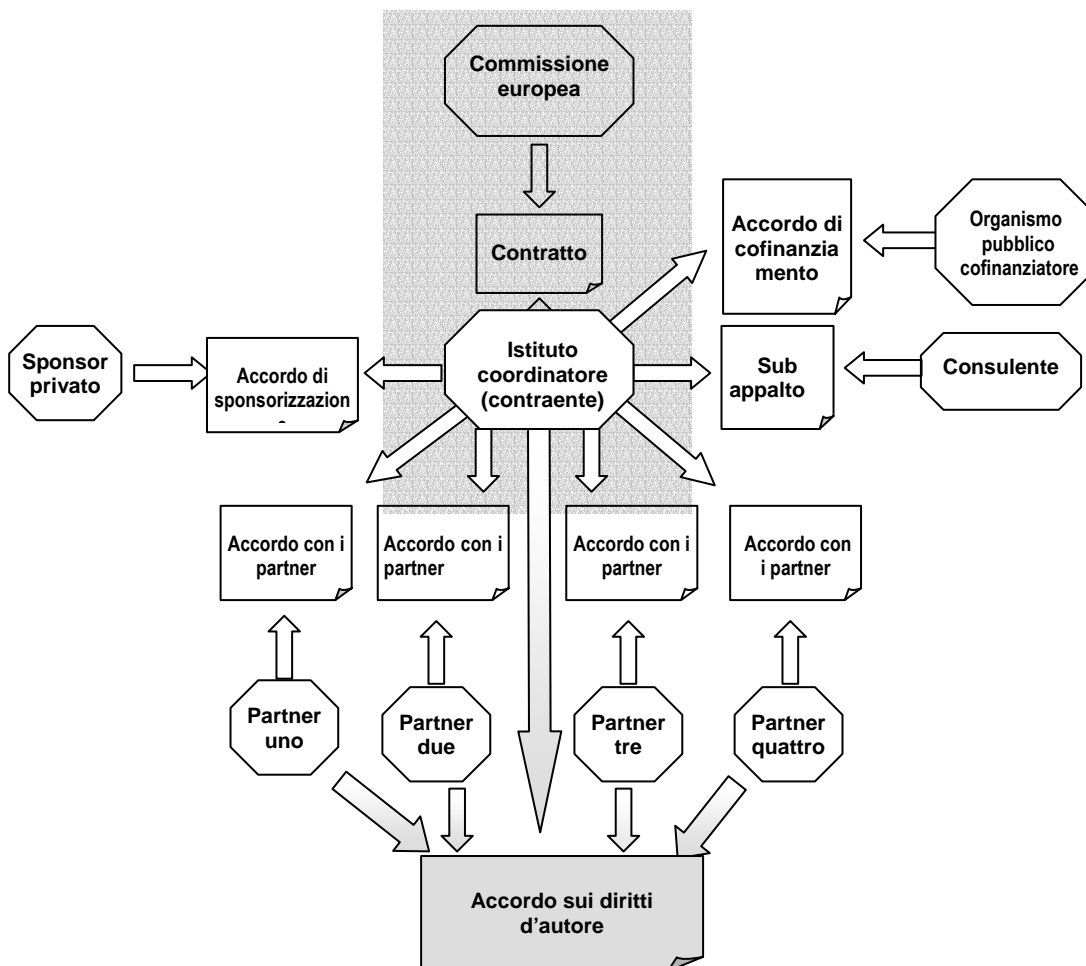 Commissione
europea
Contratto
Accordo di
cofinanzia
mento
Organismo
pubblico
cofinanziatore
Sponsor
privato
Accordo di
sponsorizzazion
Istituto
coordinatore
(contraente)
Sub
appalto
Consulente
Accordo con i
partner
Accordo con i
partner
Accordo con i
partner
Accordo con
i partner
Partner
uno
Partner
due
Partner
tre
Partner
quattro
Accordo sui diritti
d’autore